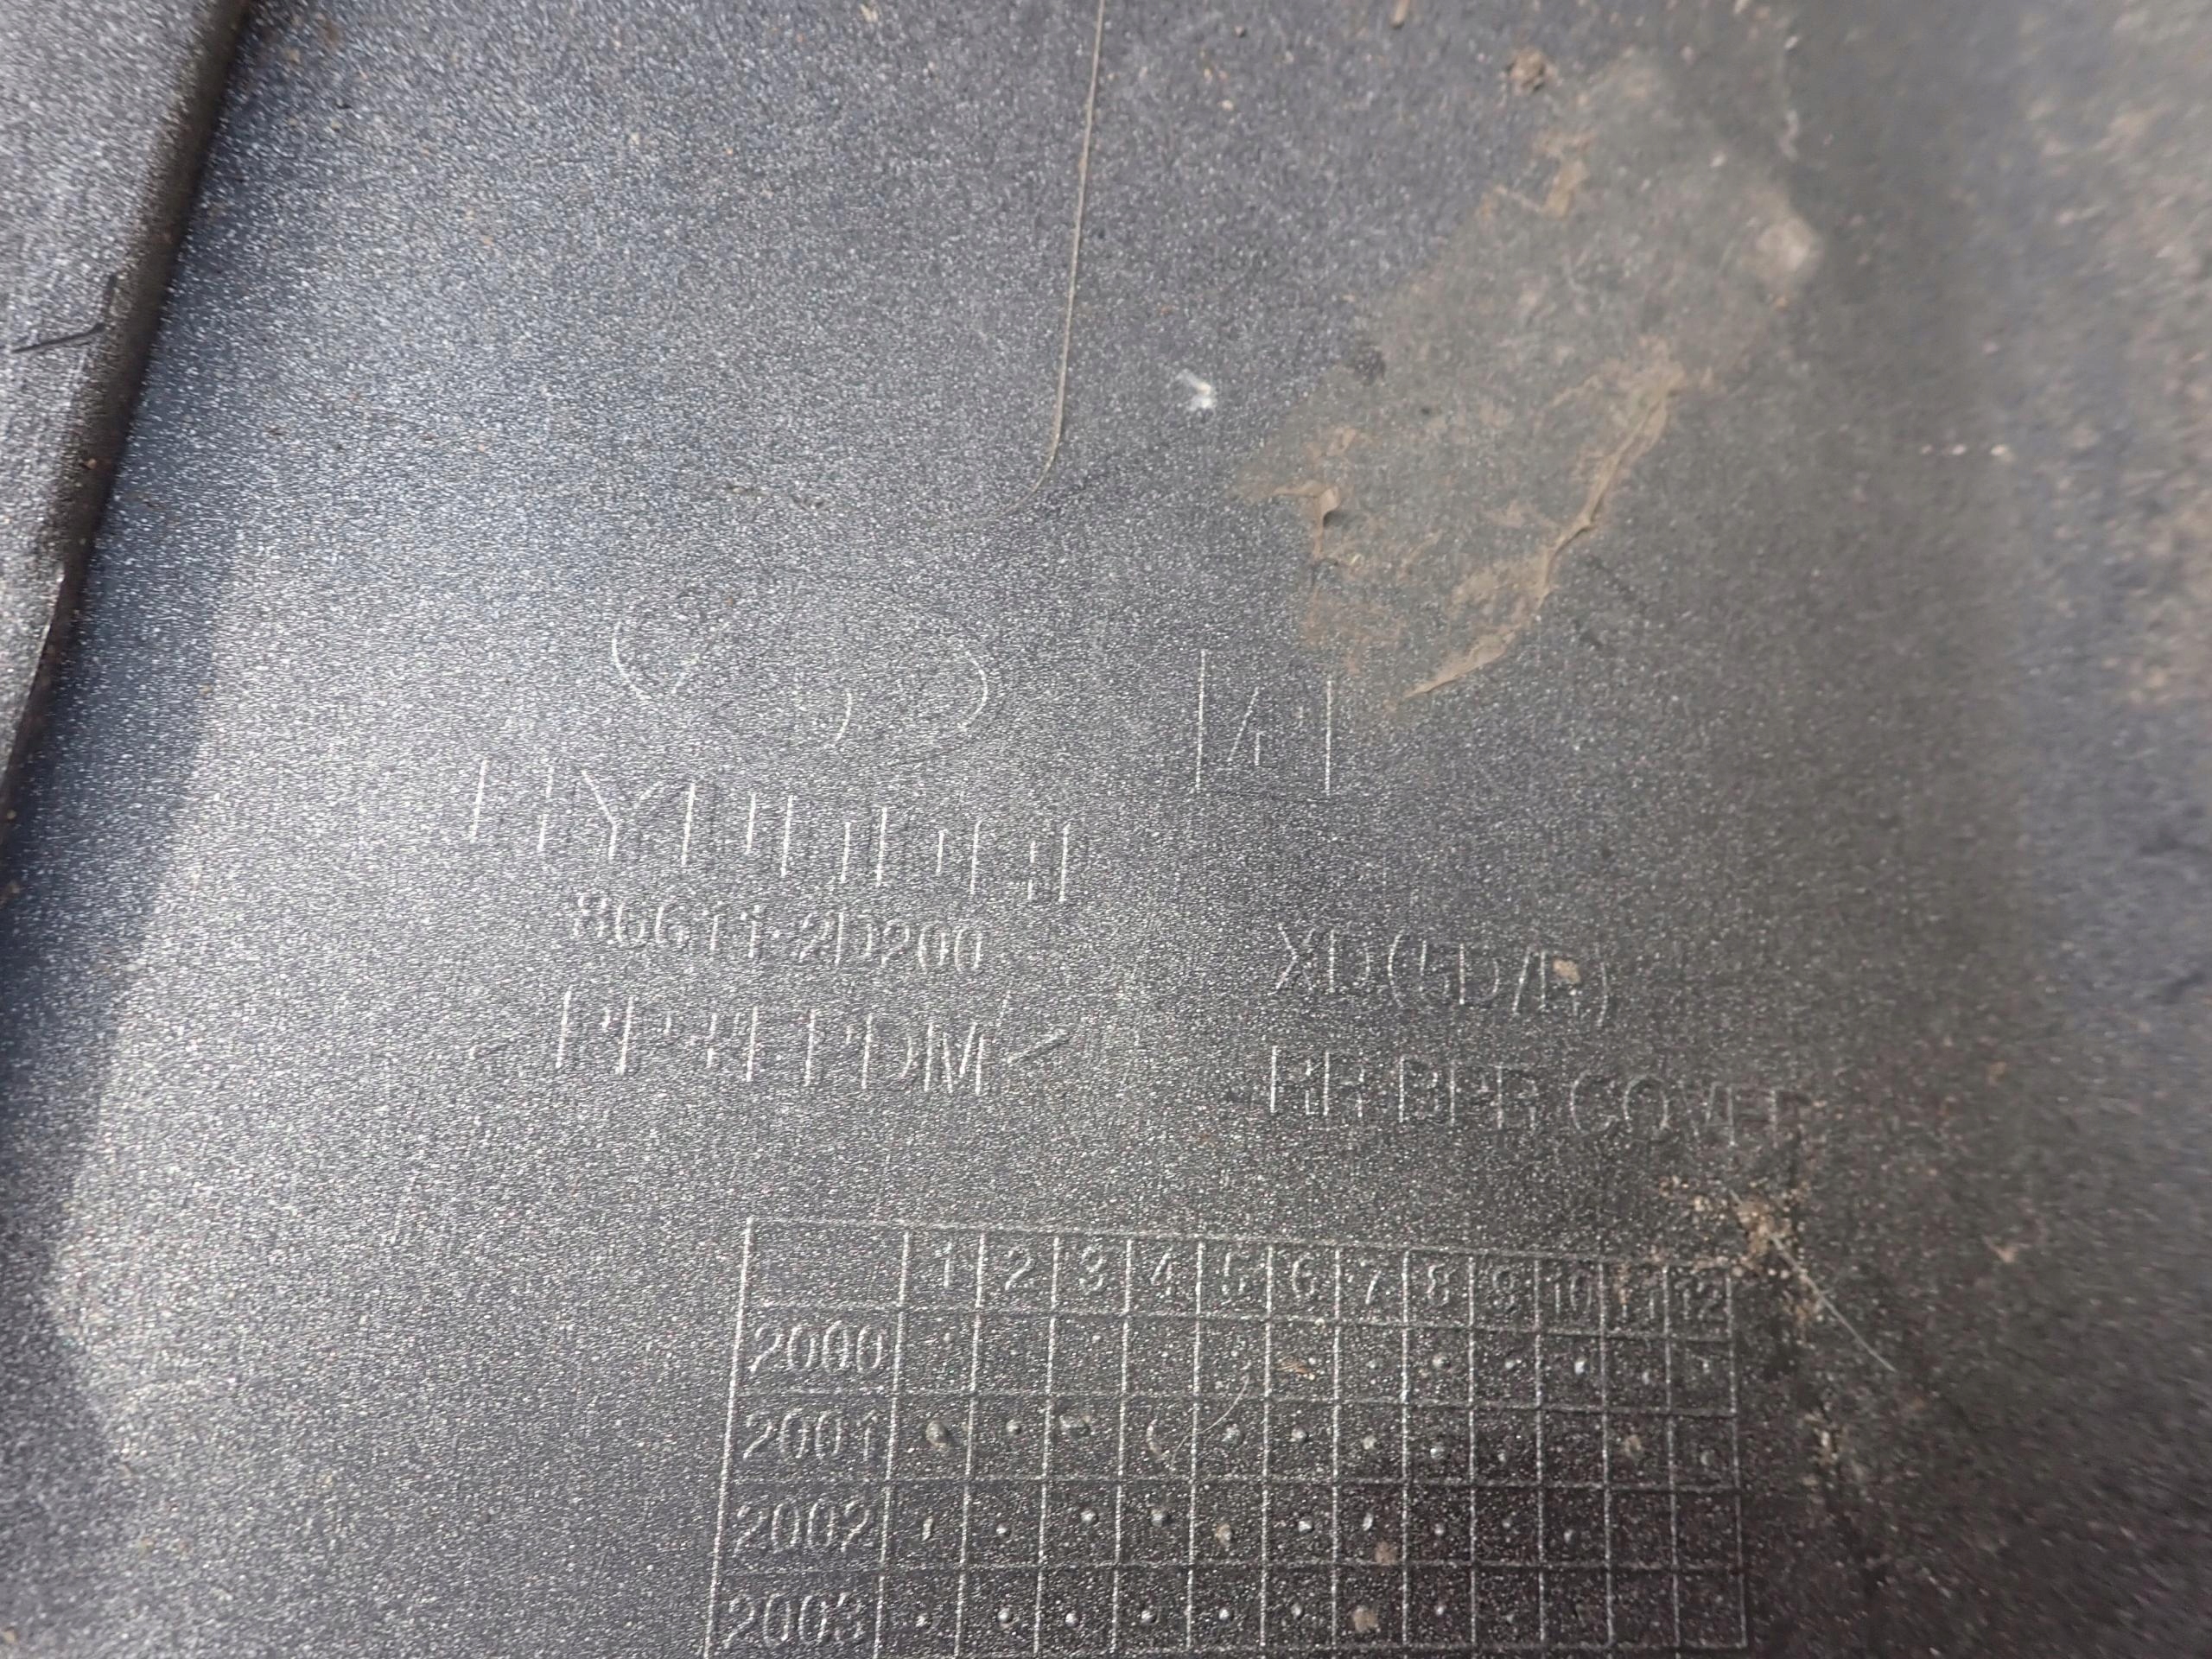 HYUNDAI
86611-2D200
<PP+EPDM>
XD(5D/R)
RR BPR COVER
1 2 3 4 5 6 7 8 9 10 11 12
2000
2001
2002
2003